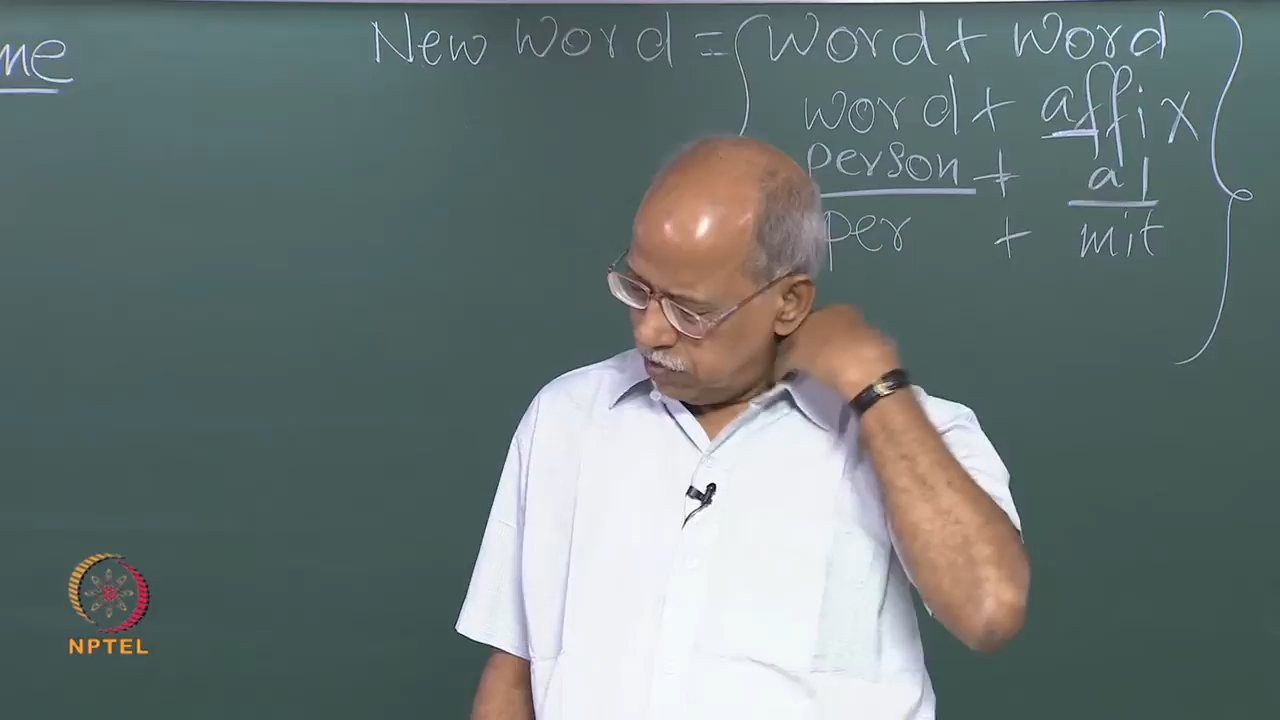 me
New Word = { Word + Word
word + affix
person + al
per + mit }
NPTEL